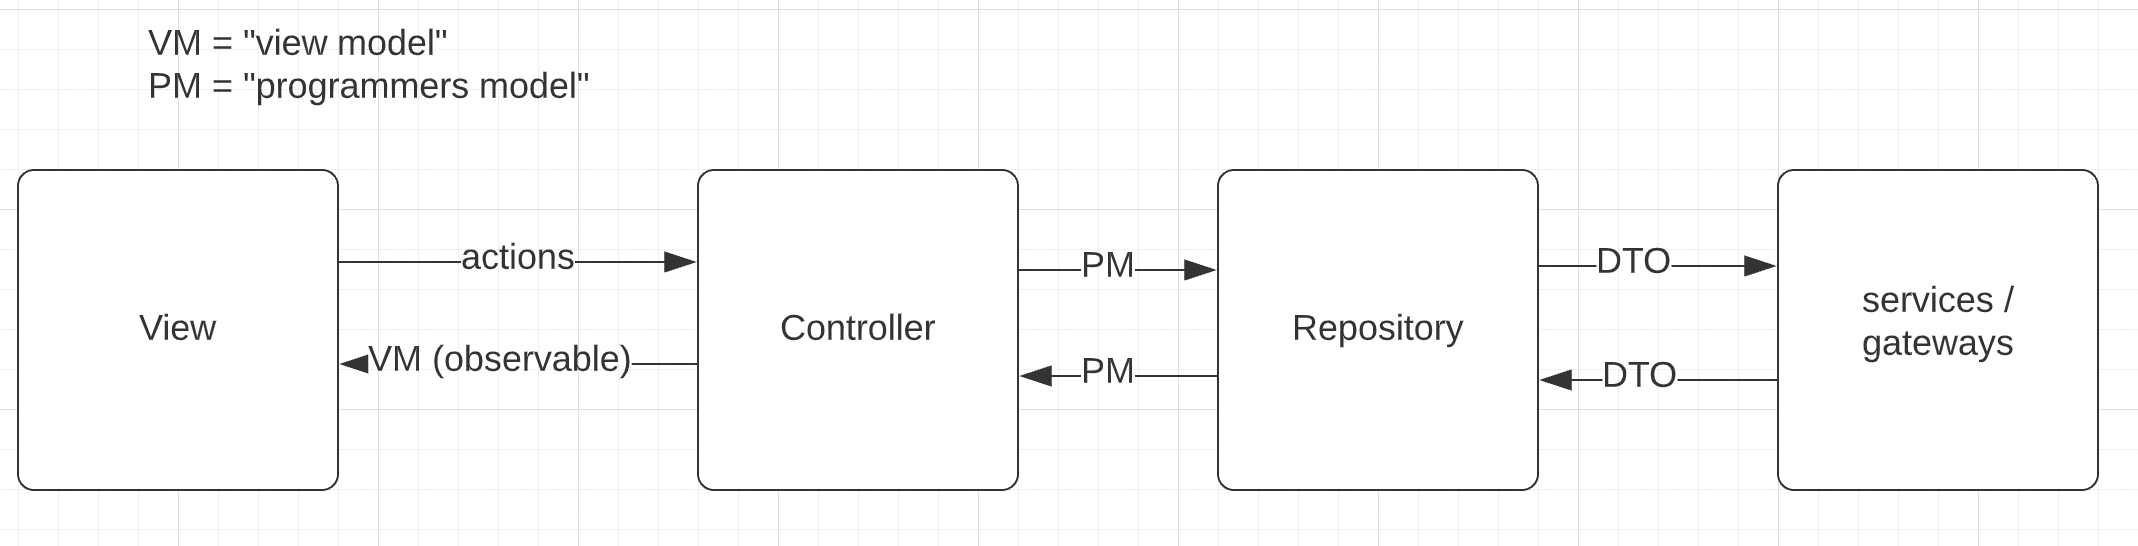 VM = "view model"
PM = "programmers model"
View
actions
VM (observable)
Controller
PM
PM
Repository
DTO
DTO
services /
gateways